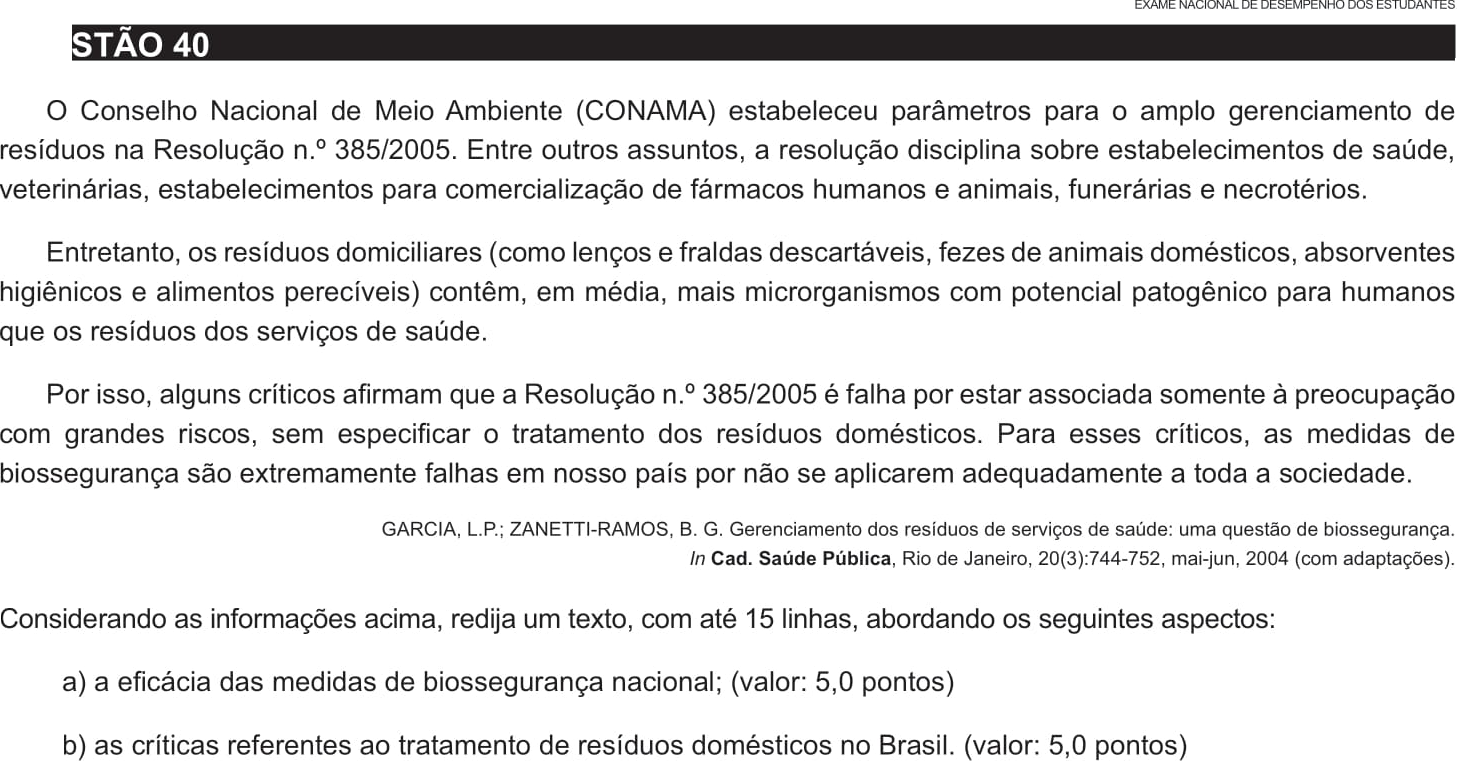 EXAME NACIONAL DE DESEMPENHO DOS ESTUDANTES
STÃO 40
O Conselho Nacional de Meio Ambiente (CONAMA) estabeleceu parâmetros para o amplo gerenciamento de
resíduos na Resolução n.º 385/2005. Entre outros assuntos, a resolução disciplina sobre estabelecimentos de saúde,
veterinárias, estabelecimentos para comercialização de fármacos humanos e animais, funerárias e necrotérios.
Entretanto, os resíduos domiciliares (como lenços e fraldas descartáveis, fezes de animais domésticos, absorventes
higiênicos e alimentos perecíveis) contêm, em média, mais microrganismos com potencial patogênico para humanos
que os resíduos dos serviços de saúde.
Por isso, alguns críticos afirmam que a Resolução n.º 385/2005 é falha por estar associada somente à preocupação
com grandes riscos, sem especificar o tratamento dos resíduos domésticos. Para esses críticos, as medidas de
biossegurança são extremamente falhas em nosso país por não se aplicarem adequadamente a toda a sociedade.
GARCIA, L.P.; ZANETTI-RAMOS, B. G. Gerenciamento dos resíduos de serviços de saúde: uma questão de biossegurança.
In Cad. Saúde Pública, Rio de Janeiro, 20(3):744-752, mai-jun, 2004 (com adaptações).
Considerando as informações acima, redija um texto, com até 15 linhas, abordando os seguintes aspectos:
a) a eficácia das medidas de biossegurança nacional; (valor: 5,0 pontos)
b) as críticas referentes ao tratamento de resíduos domésticos no Brasil. (valor: 5,0 pontos)